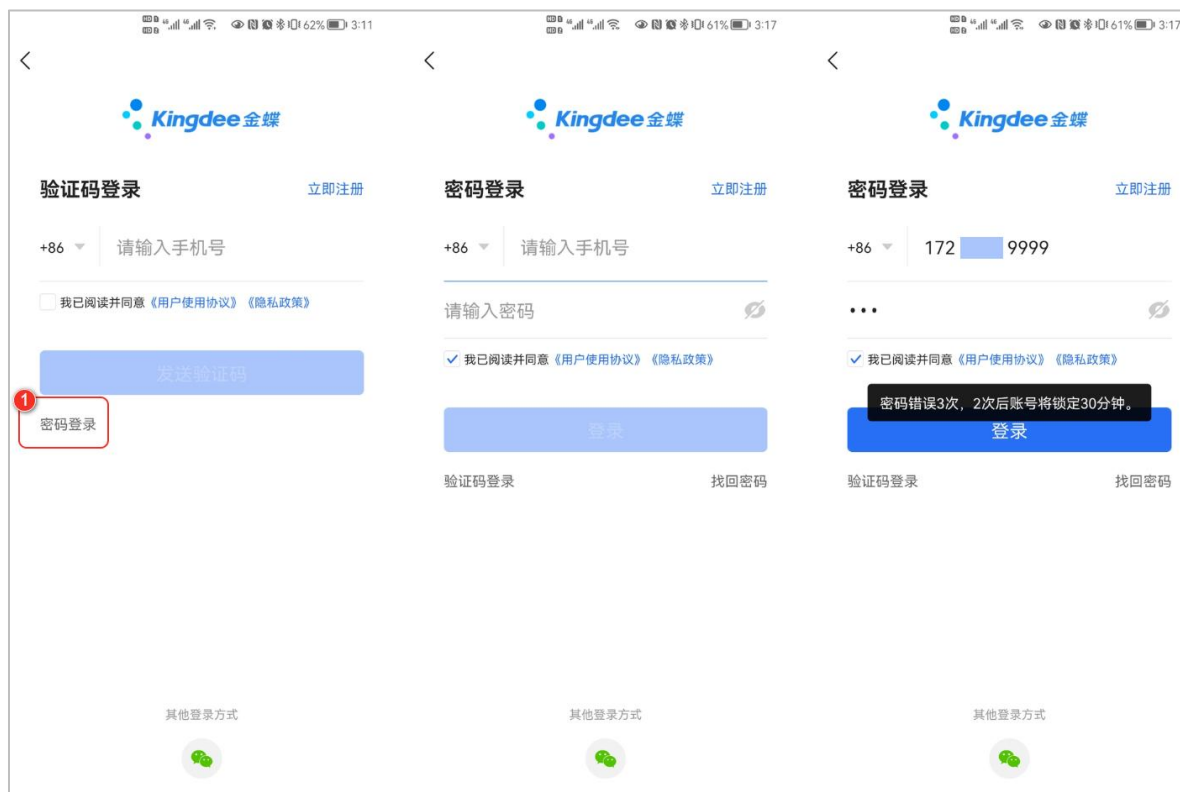 62% 3:11
Kingdee金蝶
验证码登录 立即注册
+86 请输入手机号
我已阅读并同意《用户使用协议》《隐私政策》
发送验证码
1
密码登录
其他登录方式
61% 3:17
Kingdee金蝶
密码登录 立即注册
+86 请输入手机号
请输入密码
我已阅读并同意《用户使用协议》《隐私政策》
登录
验证码登录 找回密码
其他登录方式
61% 3:17
Kingdee金蝶
密码登录 立即注册
+86 172 9999
•••
我已阅读并同意《用户使用协议》《隐私政策》
密码错误3次，2次后账号将锁定30分钟。
登录
验证码登录 找回密码
其他登录方式